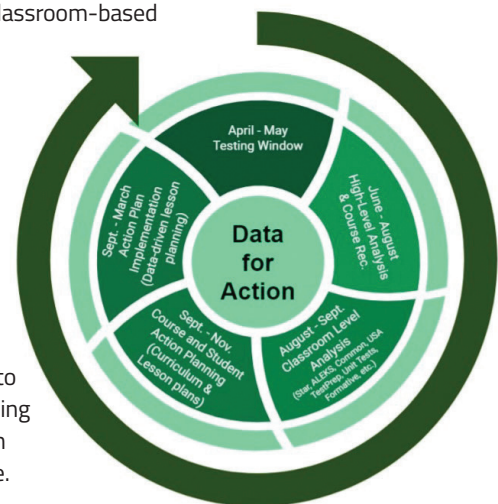 lassroom-based
April - May
Testing Window
June - August
High-Level Analysis
& Course Rec.
August - Sept.
Classroom Level
Analysis
(Star, ALEKS, Common, USA
TestPrep, Unit Tests,
Formative, etc.)
Sept. - Nov.
Course and Student
Action Planning
(Curriculum &
Lesson plans)
Sept. - March
Action Plan
Implementation
(Data-driven lesson
planning)
Data
for
Action
to
ing
n
e.